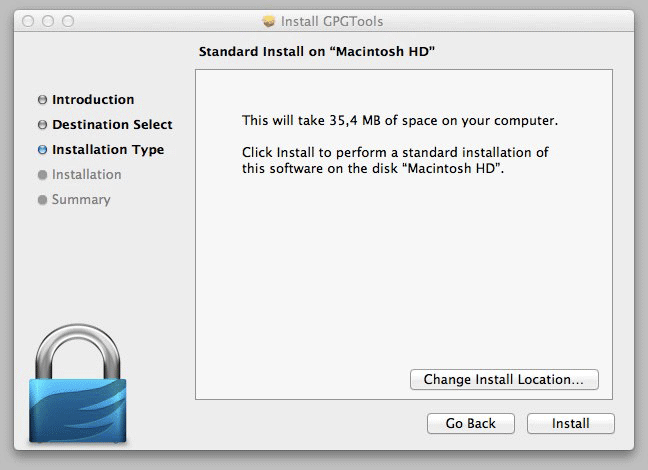 Install GPGTools
Standard Install on “Macintosh HD”
Introduction
Destination Select
Installation Type
Installation
Summary
This will take 35,4 MB of space on your computer.
Click Install to perform a standard installation of
this software on the disk “Macintosh HD”.
Change Install Location...
Go Back
Install